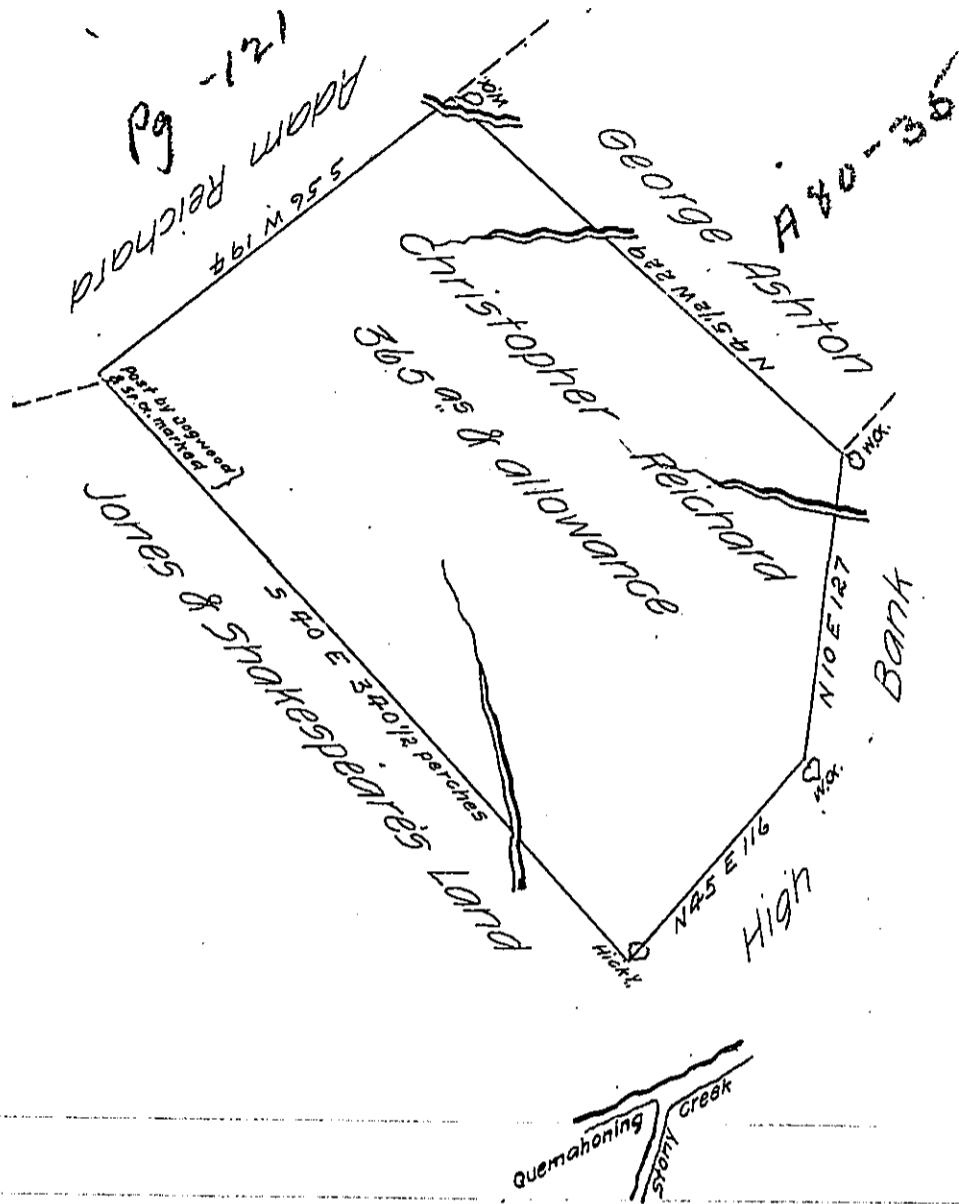 Pg -121
Adam Reichard
S 56 W 194
W.o.
George Ashton
A 80-36
N 45 1/2 W 229
Christopher Reichard
365 as & allowance
Post by dogwood
& sp.o. marked }
W.o.
N 10 E 127
Jones & Shakespeare's Land
S 40 E 340 1/2 perches
W.o.
N 45 E 116
High Bank
Hicky.
Quemahoning creek
Stony